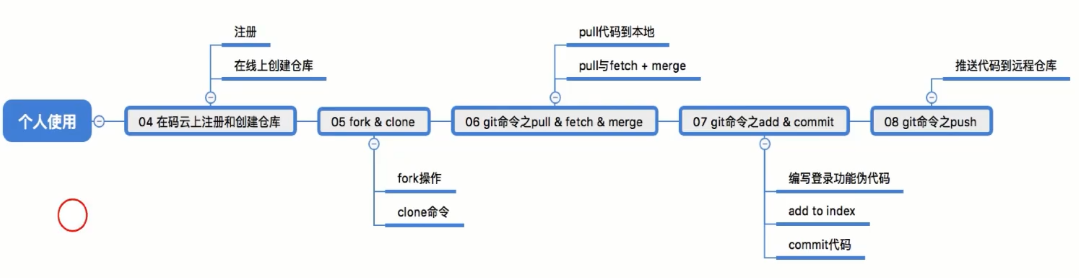 注册
在线上创建仓库
pull代码到本地
pull与fetch + merge
推送代码到远程仓库
个人使用
04 在码云上注册和创建仓库
05 fork & clone
06 git命令之pull & fetch & merge
07 git命令之add & commit
08 git命令之push
fork操作
clone命令
编写登录功能伪代码
add to index
commit代码